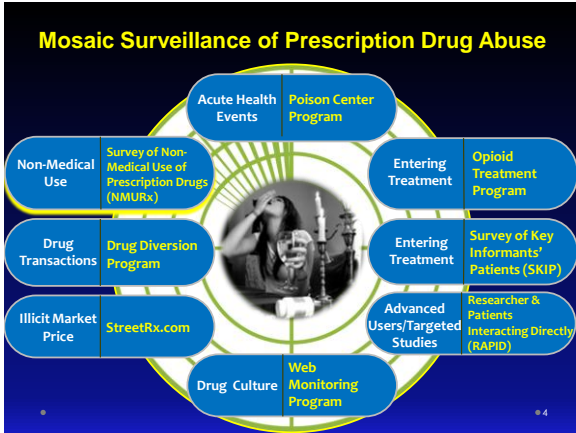 Mosaic Surveillance of Prescription Drug Abuse
Acute Health
Events
Poison Center
Program
Non-Medical
Use
Survey of Non-
Medical Use of
Prescription Drugs
(NMURx)
Entering
Treatment
Opioid
Treatment
Program
Drug
Transactions
Drug Diversion
Program
Entering
Treatment
Survey of Key
Informants'
Patients (SKIP)
Illicit Market
Price
StreetRx.com
Advanced
Users/Targeted
Studies
Researcher &
Patients
Interacting Directly
(RAPID)
Drug Culture
Web
Monitoring
Program
4